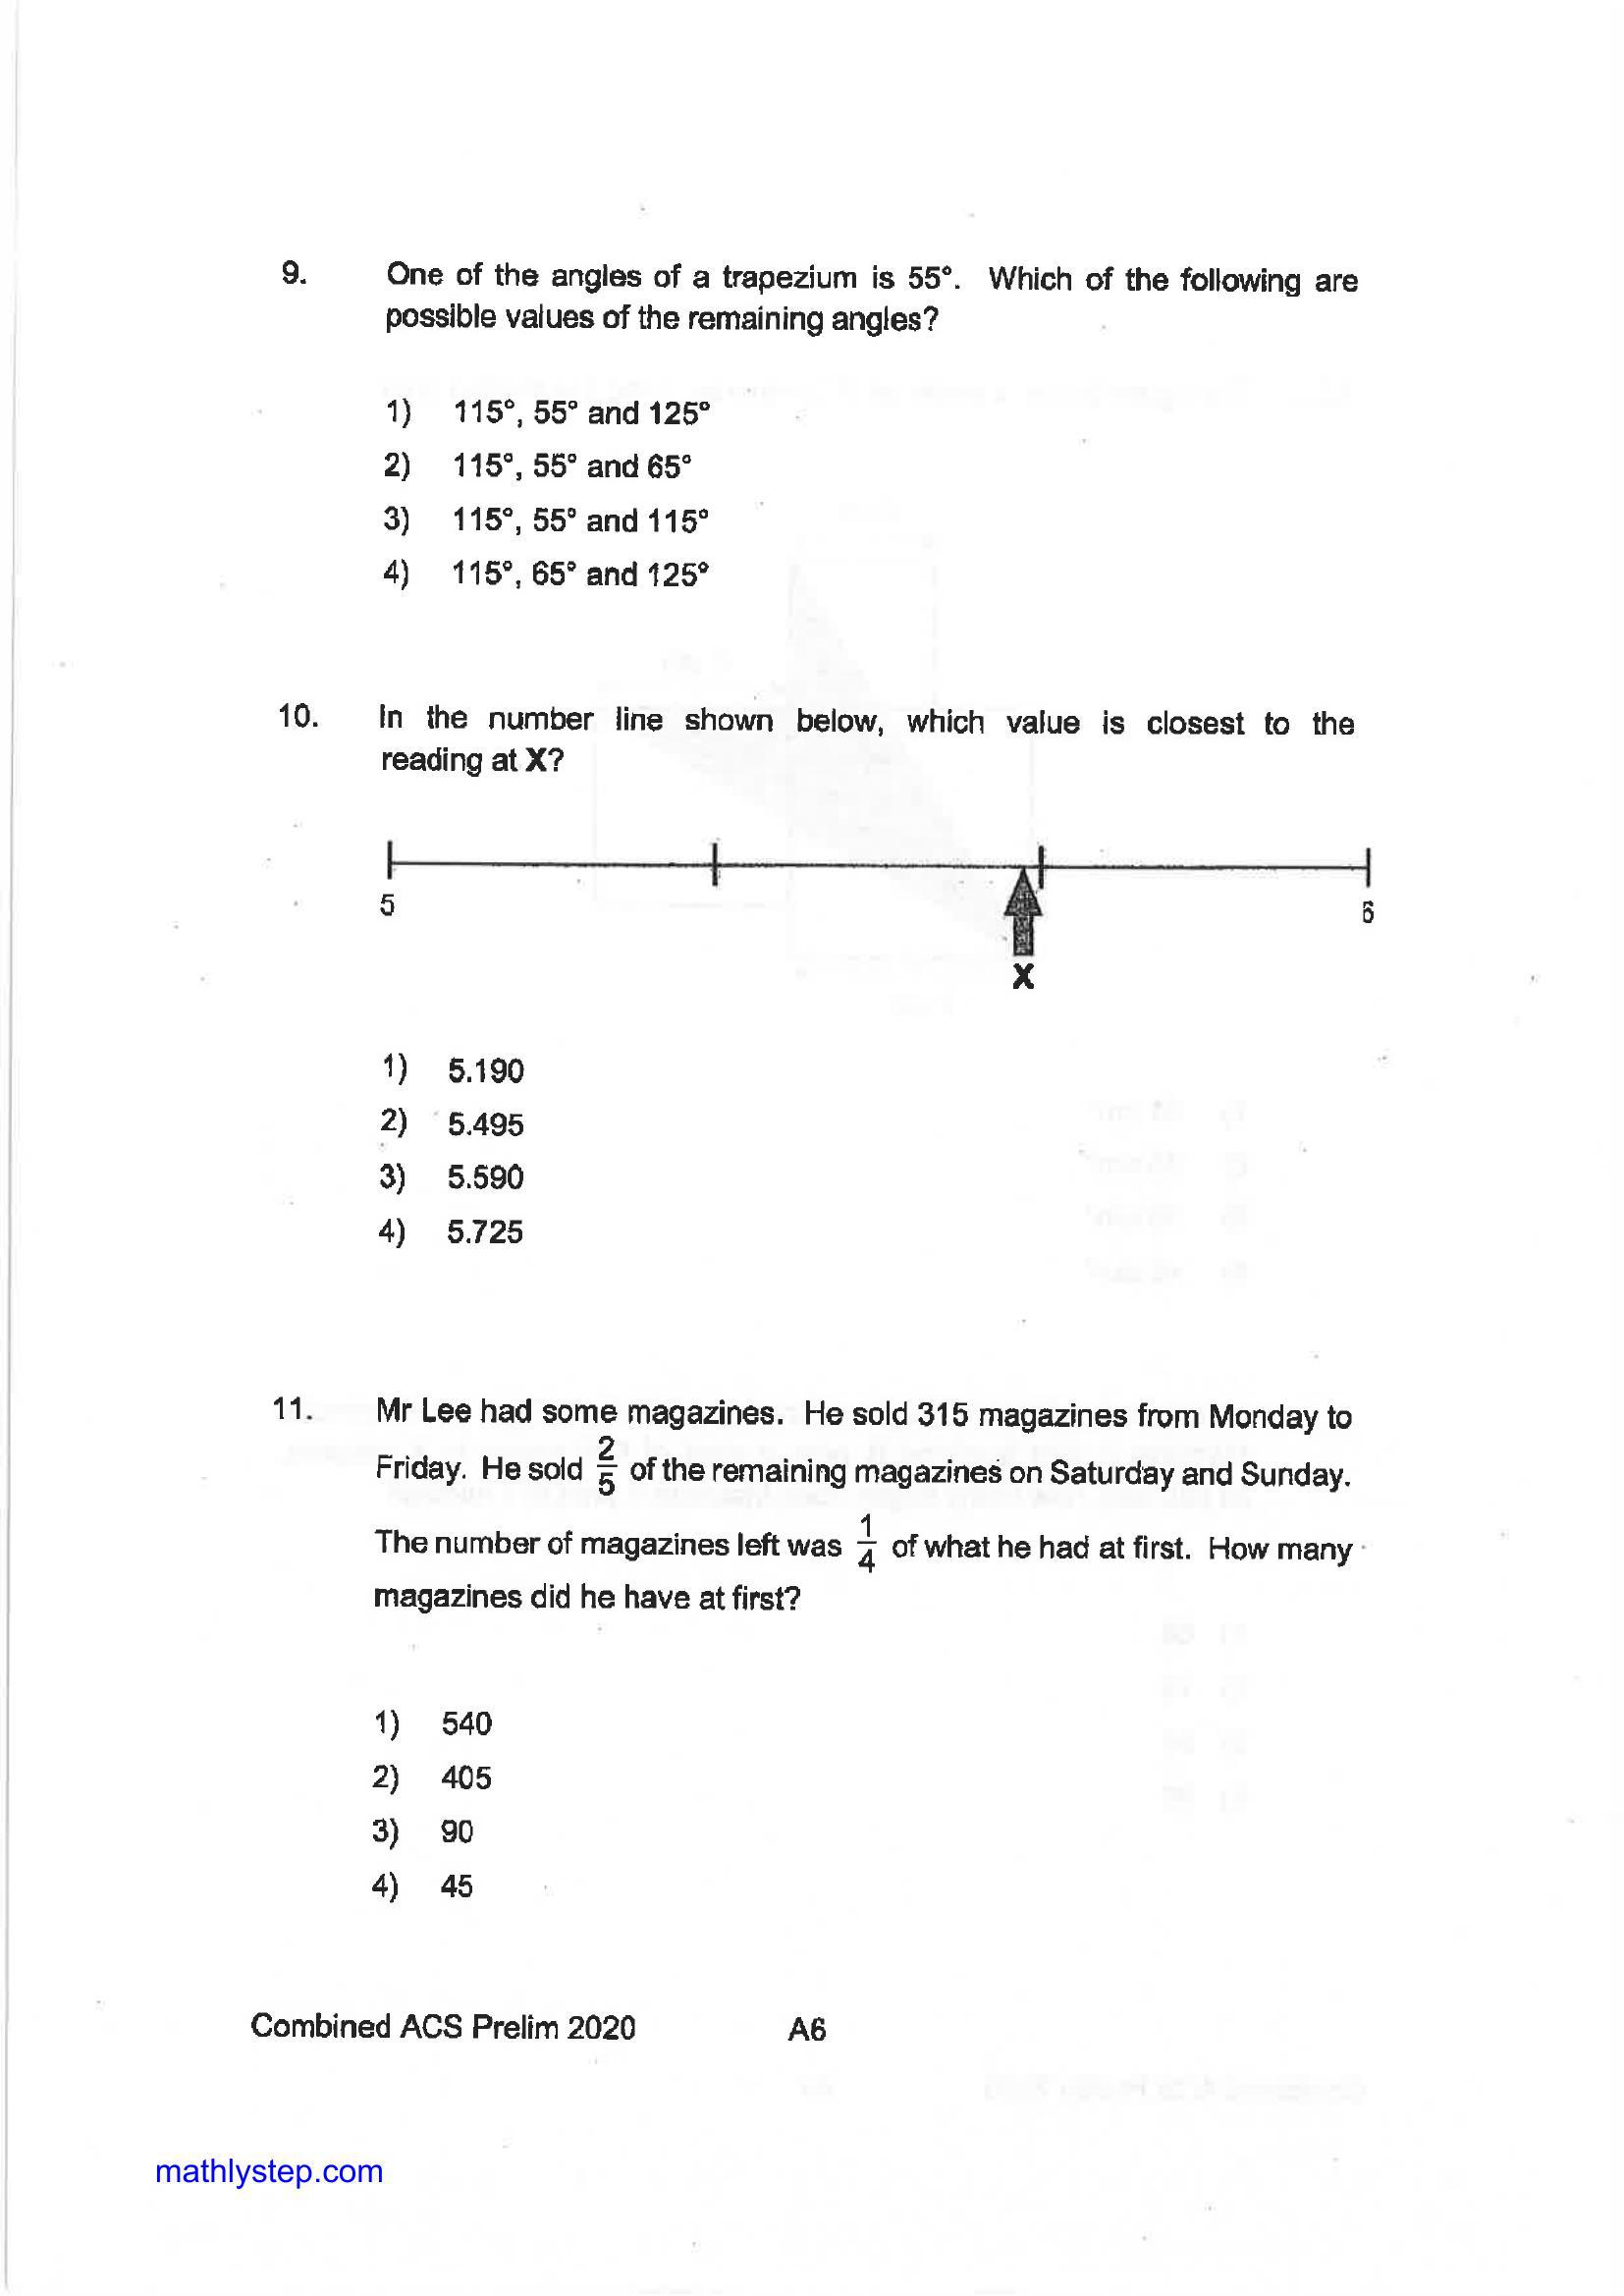 9. One of the angles of a trapezium is 55°. Which of the following are
possible values of the remaining angles?
1) 115°, 55° and 125°
2) 115°, 55° and 65°
3) 115°, 55° and 115°
4) 115°, 65° and 125°
10. In the number line shown below, which value is closest to the
reading at X?
5 6
X
1) 5.190
2) 5.495
3) 5.590
4) 5.725
11. Mr Lee had some magazines. He sold 315 magazines from Monday to
Friday. He sold 2/5 of the remaining magazines on Saturday and Sunday.
The number of magazines left was 1/4 of what he had at first. How many
magazines did he have at first?
1) 540
2) 405
3) 90
4) 45
Combined ACS Prelim 2020 A6
mathlystep.com